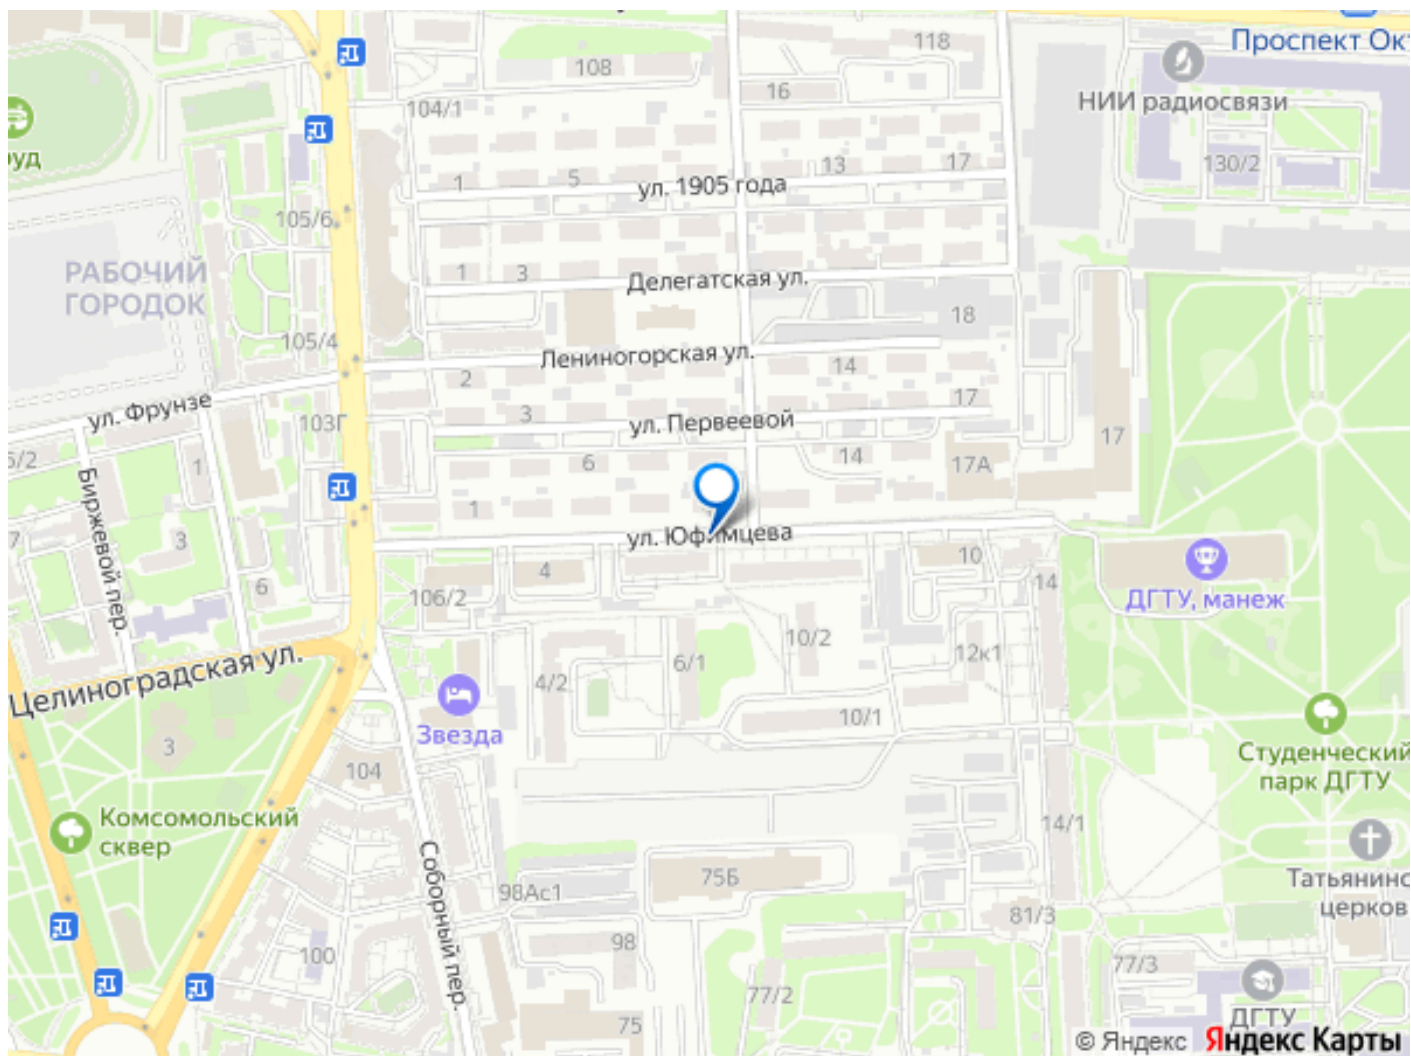 118
Проспект Окт
108
16
НИИ радиосвязи
104/1
руд
13
17
130/2
1
5
ул. 1905 года
105/6
РАБОЧИЙ
ГОРОДОК
1
3
Делегатская ул.
18
105/4
Лениногорская ул.
2
14
ул. Фрунзе
3
17
103Г
ул. Первеевой
17
5/2
1
6
14
17А
Биржевой пер.
1
ул. Юфимцева
7
3
4
10
6
106/2
14
ДГТУ, манеж
10/2
12к1
Целиноградская ул.
4/2
6/1
Звезда
10/1
3
104
Студенческий
парк ДГТУ
Комсомольский
сквер
14/1
Соборный пер.
75Б
98Ас1
Татьянинс
церков
81/3
98
100
77/3
77/2
75
ДГТУ
© Яндекс Яндекс Карты